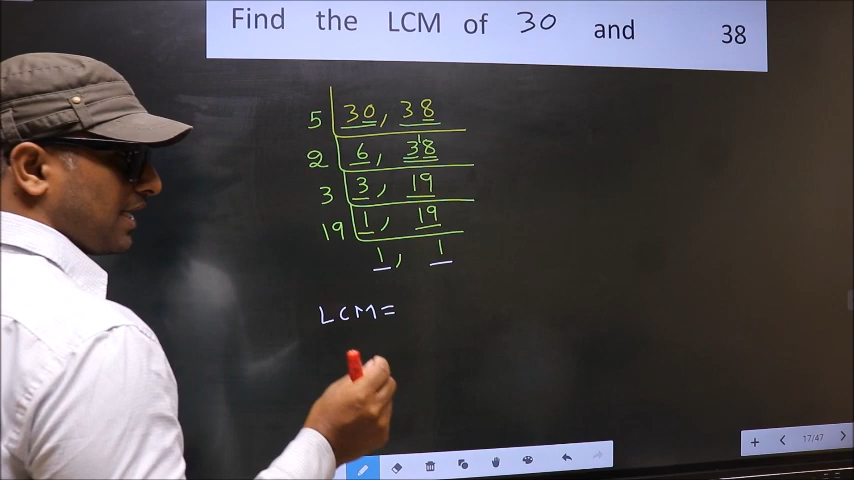 Find the LCM of 30 and 38
5 30, 38
2 6, 38
3 3, 19
19 1, 19
1, 1
LCM=
17/47